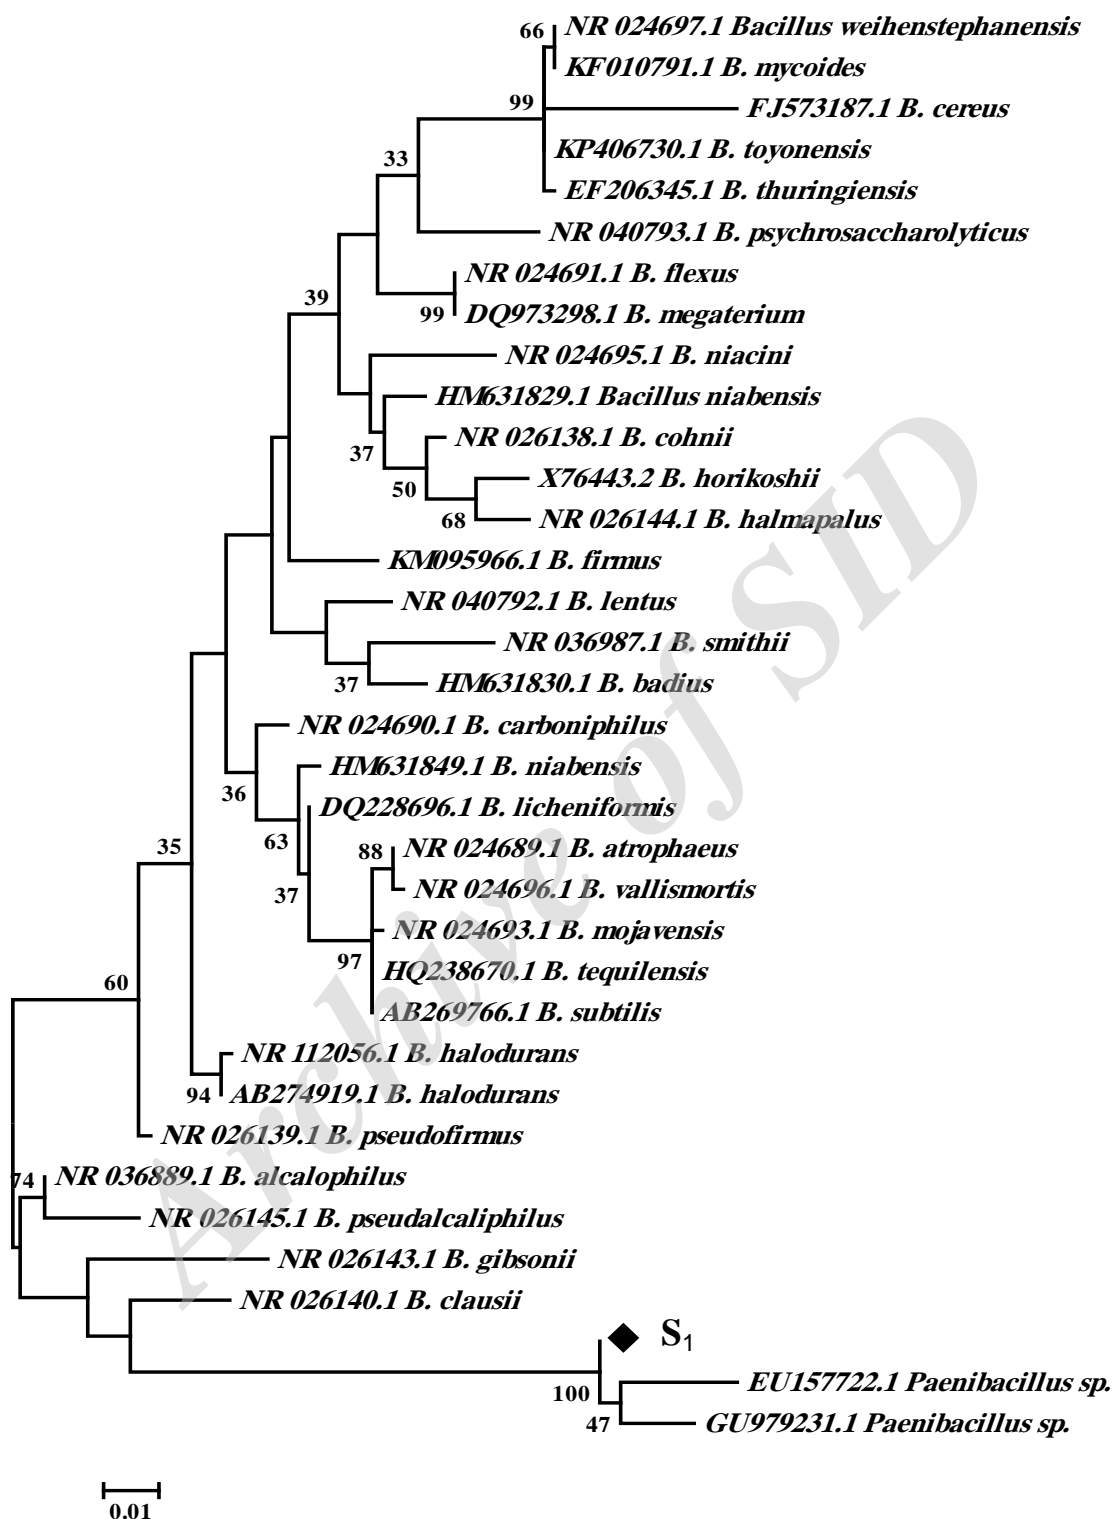 66
NR 024697.1 Bacillus weihenstephanensis
KF010791.1 B. mycoides
99
FJ573187.1 B. cereus
KP406730.1 B. toyonensis
33
EF206345.1 B. thuringiensis
NR 040793.1 B. psychrosaccharolyticus
NR 024691.1 B. flexus
39
99
DQ973298.1 B. megaterium
NR 024695.1 B. niacini
HM631829.1 Bacillus niabensis
37
NR 026138.1 B. cohnii
50
X76443.2 B. horikoshii
68
NR 026144.1 B. halmapalus
KM095966.1 B. firmus
NR 040792.1 B. lentus
NR 036987.1 B. smithii
37
HM631830.1 B. badius
NR 024690.1 B. carboniphilus
HM631849.1 B. niabensis
36
DQ228696.1 B. licheniformis
63
35
88
NR 024689.1 B. atrophaeus
37
NR 024696.1 B. vallismortis
NR 024693.1 B. mojavensis
97
HQ238670.1 B. tequilensis
60
AB269766.1 B. subtilis
NR 112056.1 B. halodurans
94
AB274919.1 B. halodurans
NR 026139.1 B. pseudofirmus
74
NR 036889.1 B. alcalophilus
NR 026145.1 B. pseudalcaliphilus
NR 026143.1 B. gibsonii
NR 026140.1 B. clausii
S1
100
EU157722.1 Paenibacillus sp.
47
GU979231.1 Paenibacillus sp.
0.01
Archive of SID